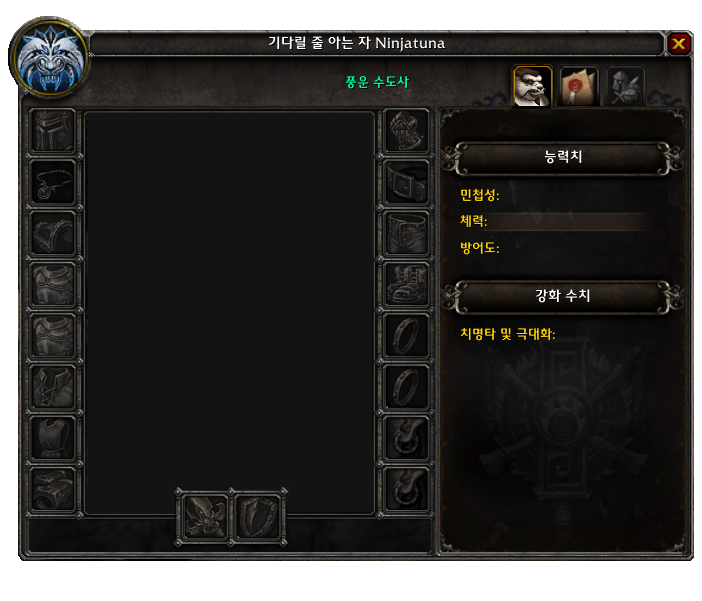 기다릴 줄 아는 자 Ninjatuna
풍운 수도사
능력치
민첩성:
체력:
방어도:
강화 수치
치명타 및 극대화: